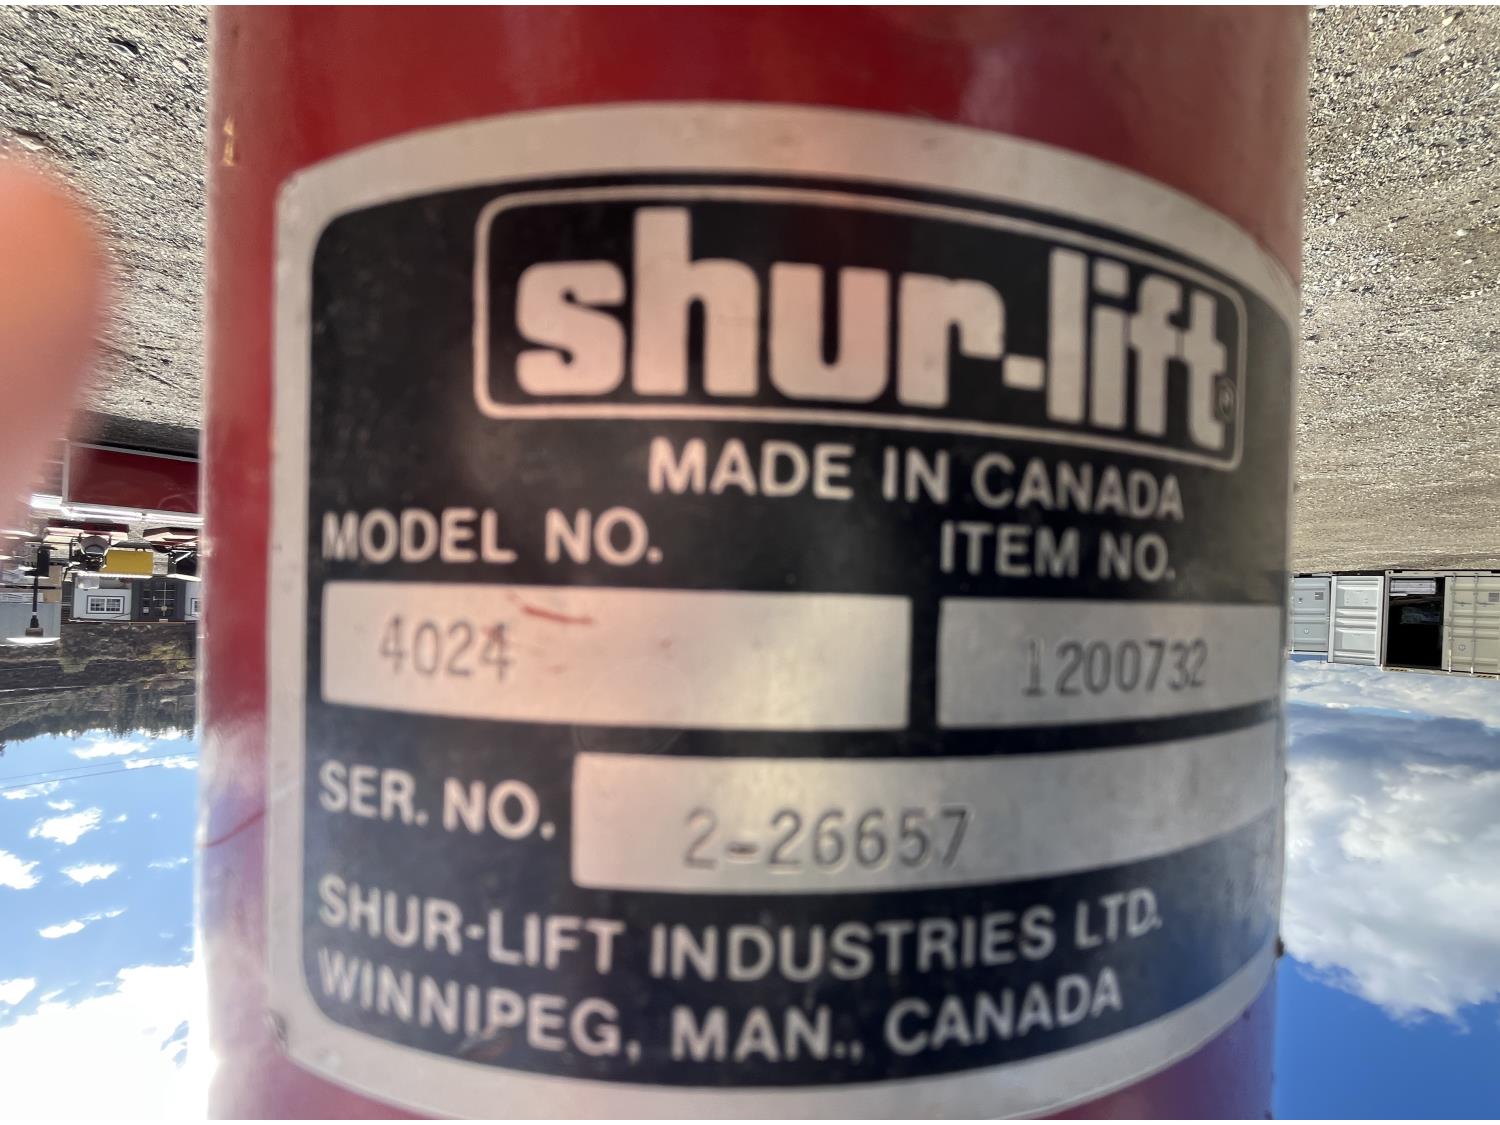 shur-lift®
MADE IN CANADA
MODEL NO. ITEM NO.
4024 1200732
SER. NO. 2-26657
SHUR-LIFT INDUSTRIES LTD.
WINNIPEG, MAN., CANADA